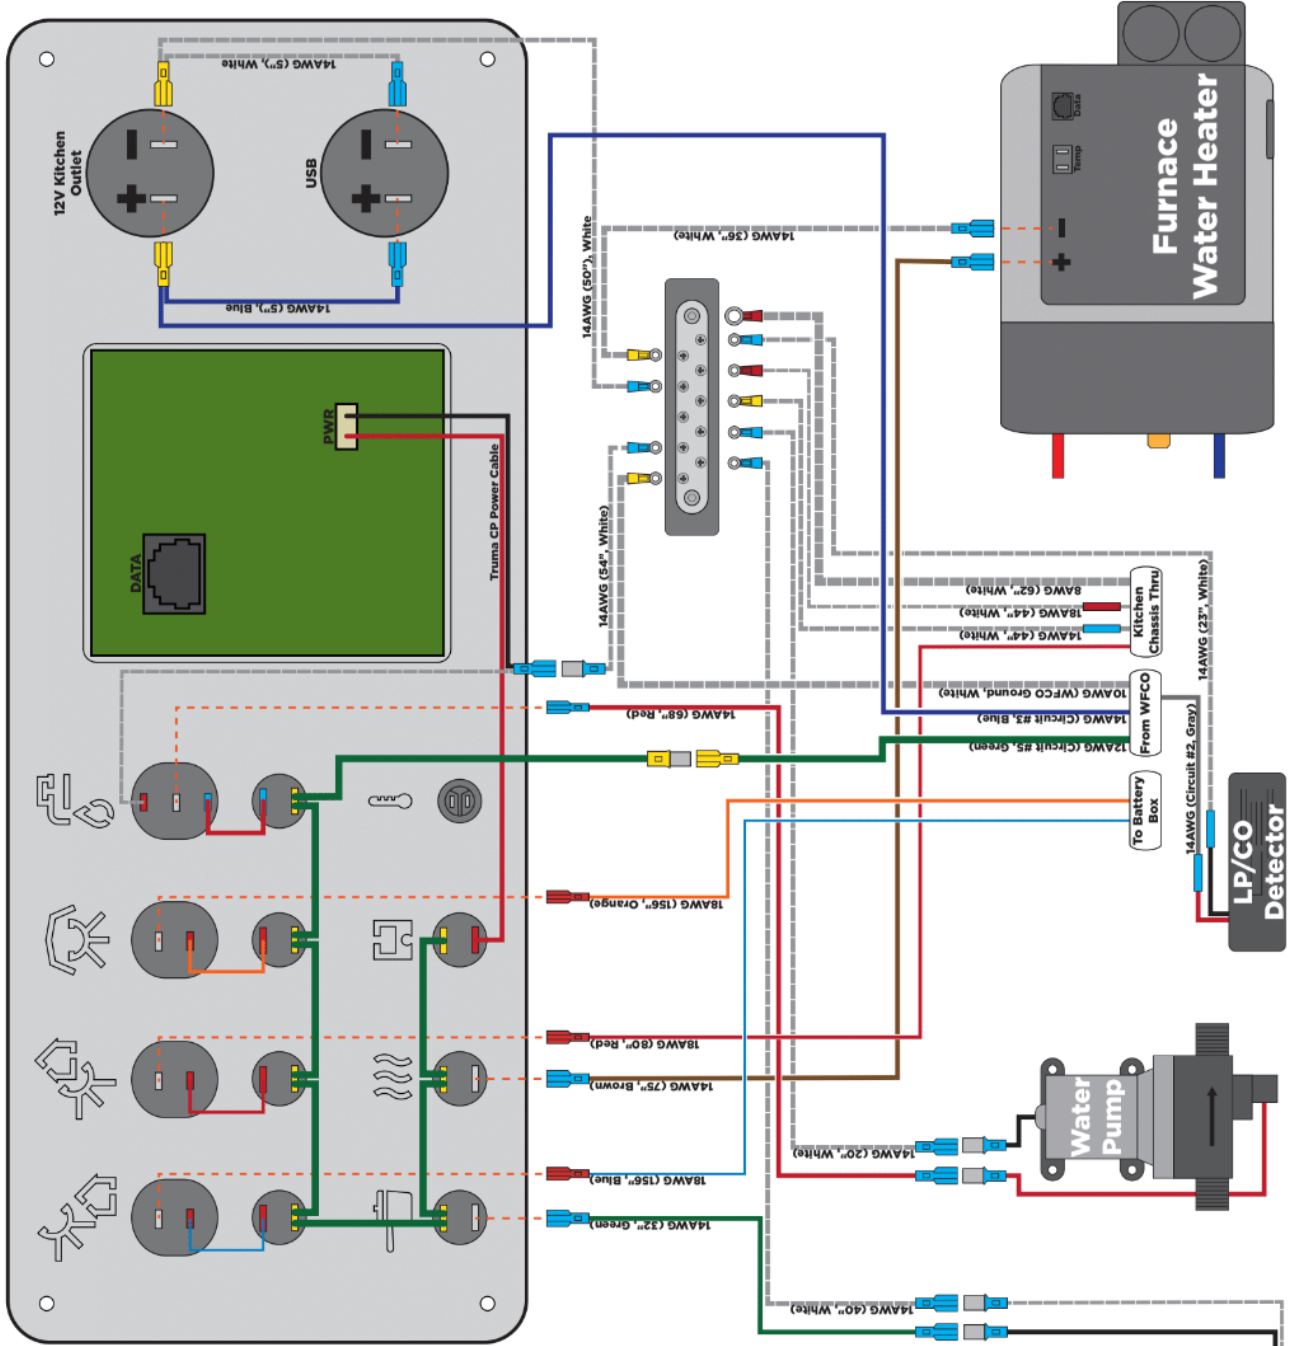 14AWG (5"), White
12V Kitchen
Outlet
USB
14AWG (5"), Blue
14AWG (50"), White
14AWG (36", White)
Data
Temp
Furnace
Water Heater
PWR
DATA
Truma CP Power Cable
14AWG (54", White)
8AWG (62", White)
18AWG (44", White)
14AWG (44", White)
Kitchen
Chassis Thru
14AWG (23", White)
10AWG (WFCO Ground, White)
14AWG (Circuit #3, Blue)
12AWG (Circuit #5, Green)
From WFCO
14AWG (Circuit #2, Gray)
14AWG (68", Red)
To Battery
Box
LP/CO
Detector
18AWG (156", Orange)
18AWG (80", Red)
14AWG (75", Brown)
Water
Pump
14AWG (20", White)
18AWG (156", Blue)
14AWG (32", Green)
14AWG (40", White)